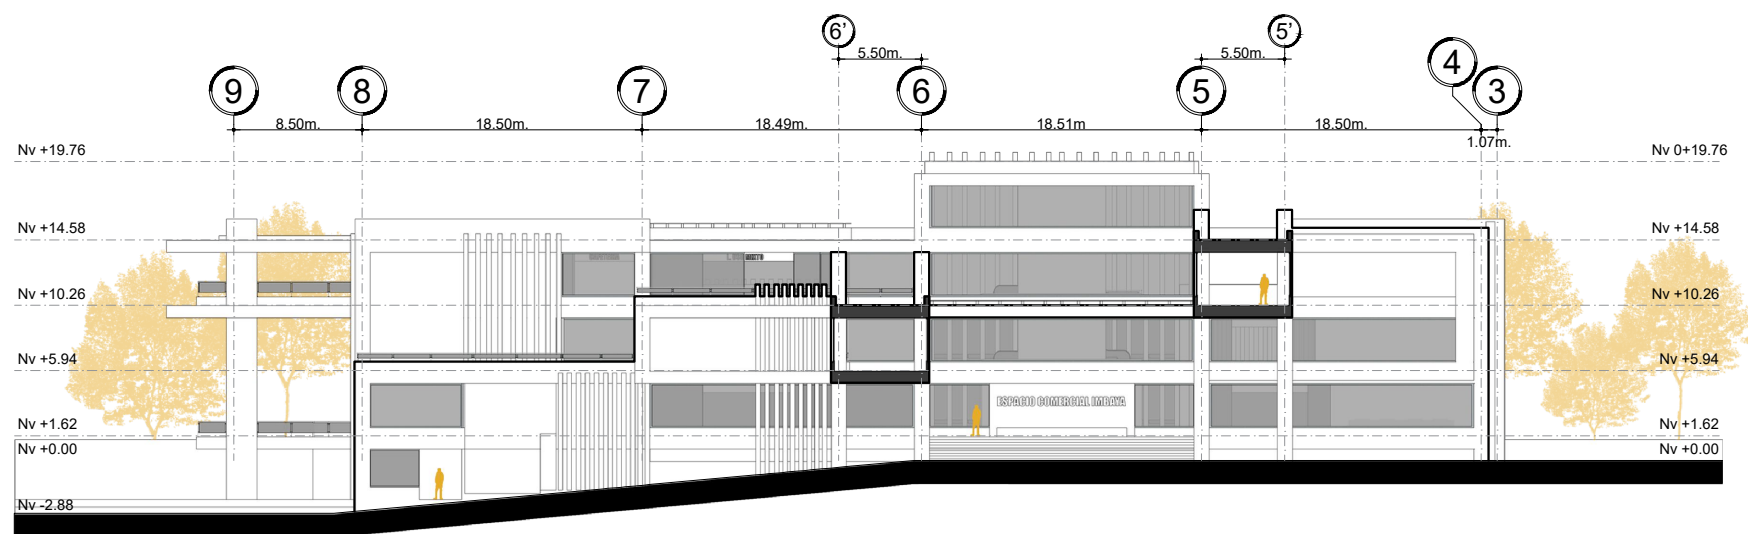 6' 5'
5.50m. 5.50m.
9 8 7 6 5 4 3
8.50m. 18.50m. 18.49m. 18.51m 18.50m.
1.07m.
Nv +19.76 Nv 0+19.76
Nv +14.58 Nv +14.58
Nv +10.26 Nv +10.26
Nv +5.94 Nv +5.94
ESPACIO COMERCIAL IMBAYA
Nv +1.62 Nv +1.62
Nv +0.00 Nv +0.00
Nv -2.88